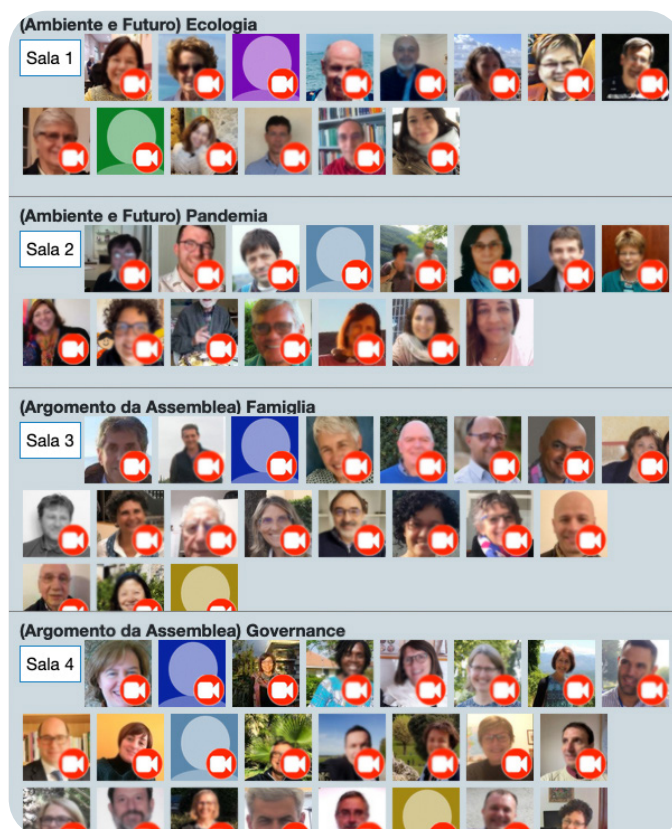 (Ambiente e Futuro) Ecologia
Sala 1
(Ambiente e Futuro) Pandemia
Sala 2
(Argomento da Assemblea) Famiglia
Sala 3
(Argomento da Assemblea) Governance
Sala 4